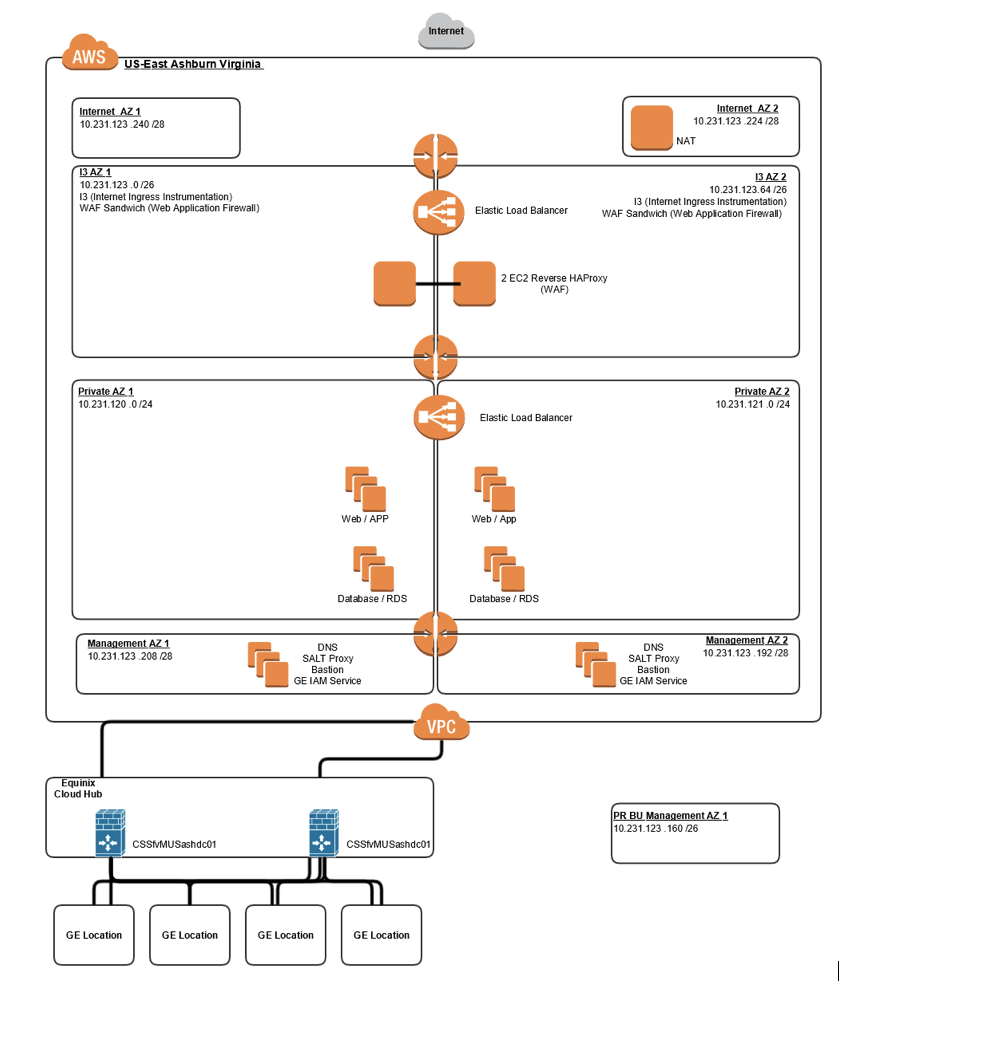 Internet
AWS
US-East Ashburn Virginia
Internet  AZ 1
10.231.123 .240 /28
Internet  AZ 2
10.231.123 .224 /28
NAT
I3 AZ 1
10.231.123 .0 /26
I3 (Internet Ingress Instrumentation)
WAF Sandwich (Web Application Firewall)
I3 AZ 2
10.231.123.64 /26
I3 (Internet Ingress Instrumentation)
WAF Sandwich (Web Application Firewall)
Elastic Load Balancer
2 EC2 Reverse HAProxy
(WAF)
Private AZ 1
10.231.120 .0 /24
Private AZ 2
10.231.121 .0 /24
Elastic Load Balancer
Web / APP
Web / App
Database / RDS
Database / RDS
Management AZ 1
10.231.123 .208 /28
DNS
SALT Proxy
Bastion
GE IAM Service
DNS
SALT Proxy
Bastion
GE IAM Service
Management AZ 2
10.231.123 .192 /28
VPC
Equinix
Cloud Hub
CSSfvMUSashdc01
CSSfvMUSashdc01
PR BU Management AZ 1
10.231.123 .160 /26
GE Location
GE Location
GE Location
GE Location